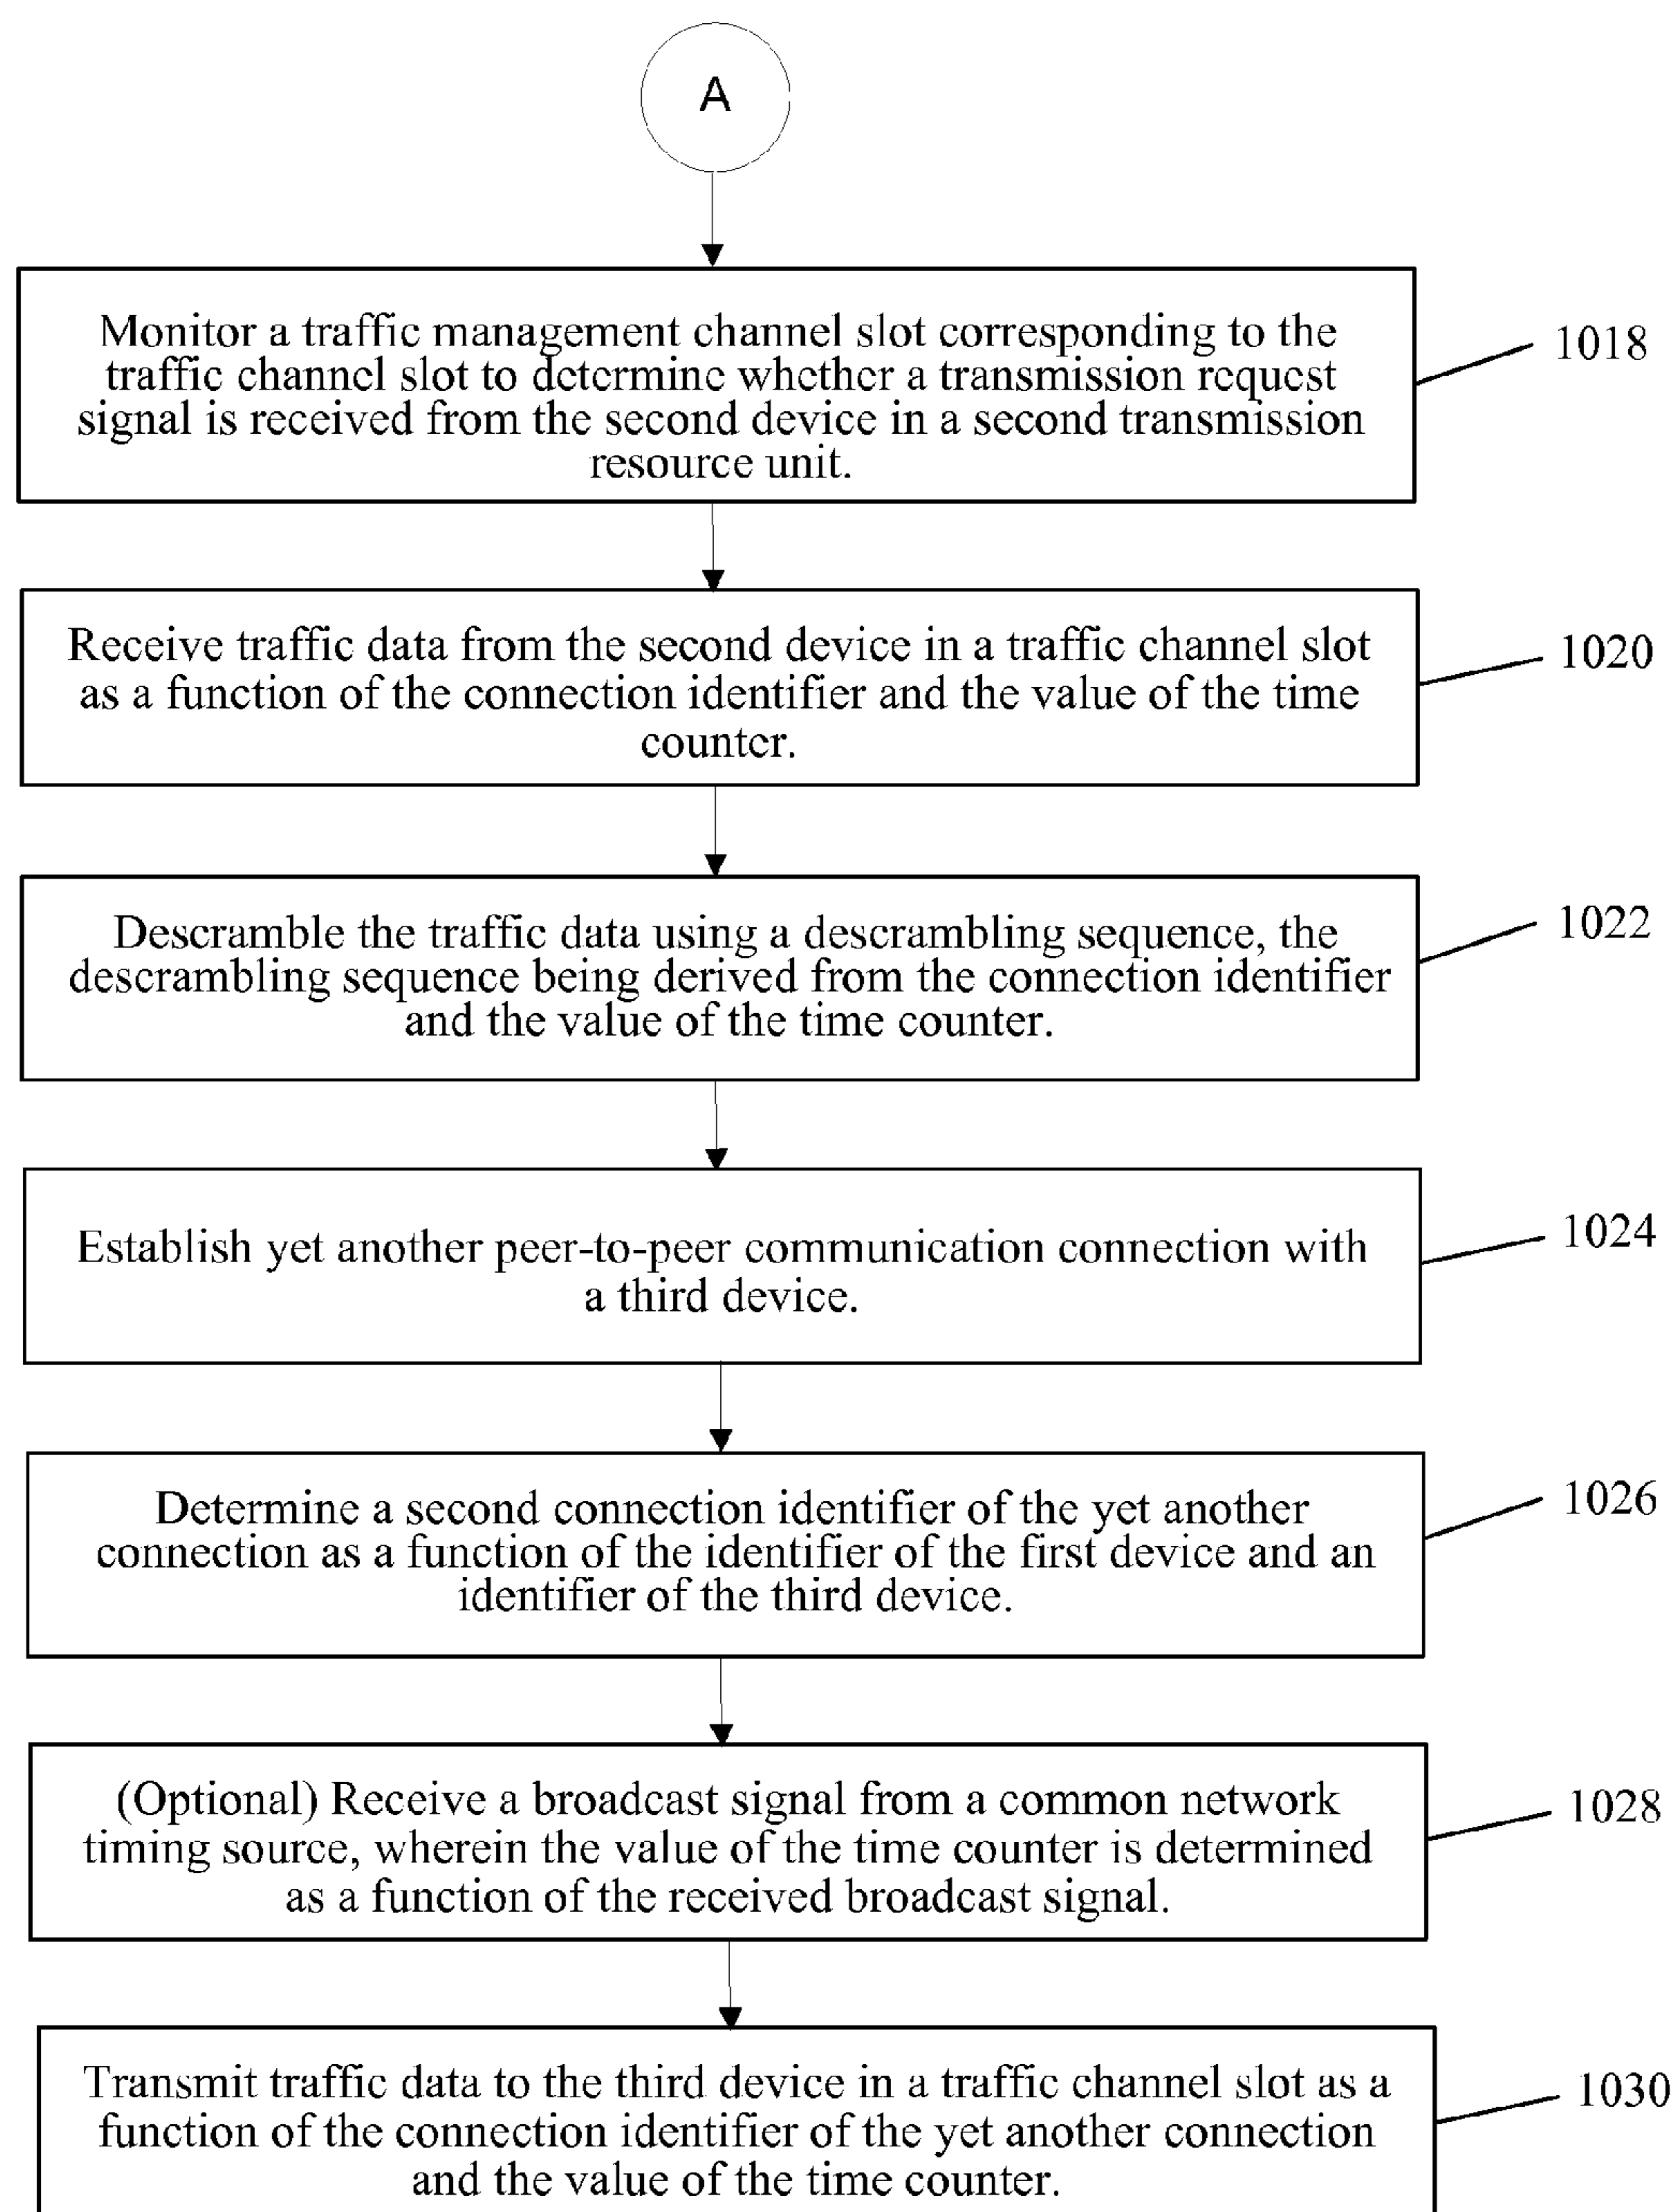 A
Monitor a traffic management channel slot corresponding to the
traffic channel slot to determine whether a transmission request
signal is received from the second device in a second transmission
resource unit.
1018
Receive traffic data from the second device in a traffic channel slot
as a function of the connection identifier and the value of the time
counter.
1020
Descramble the traffic data using a descrambling sequence, the
descrambling sequence being derived from the connection identifier
and the value of the time counter.
1022
Establish yet another peer-to-peer communication connection with
a third device.
1024
Determine a second connection identifier of the yet another
connection as a function of the identifier of the first device and an
identifier of the third device.
1026
(Optional) Receive a broadcast signal from a common network
timing source, wherein the value of the time counter is determined
as a function of the received broadcast signal.
1028
Transmit traffic data to the third device in a traffic channel slot as a
function of the connection identifier of the yet another connection
and the value of the time counter.
1030